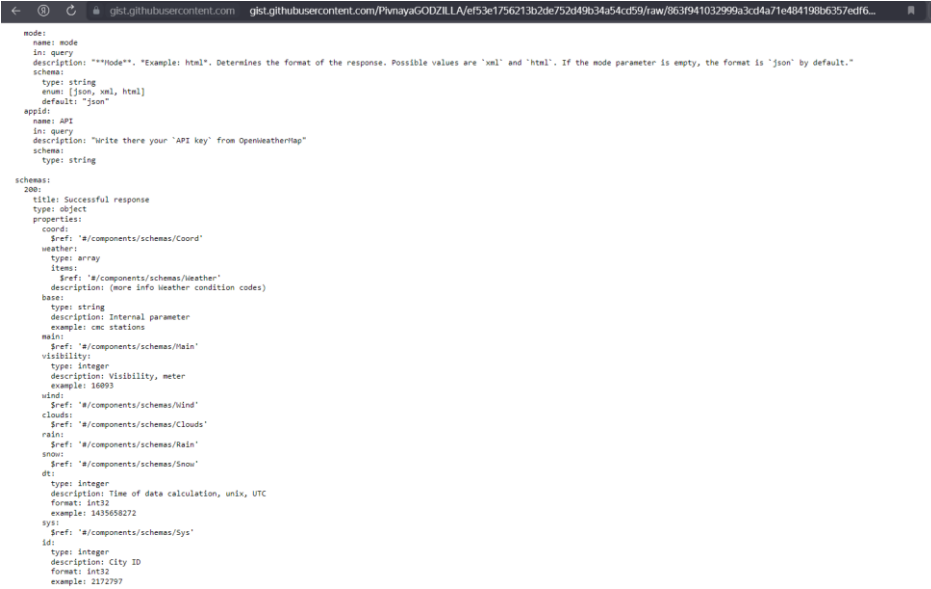 gist.githubusercontent.com gist.githubusercontent.com/PivnayaGODZILLA/ef53e1756213b2de752d49b34a54cd59/raw/863f941032999a3cd4a71e484198b6357edf6...
mode:
name: mode
in: query
description: "**Mode**. *Example: html*. Determines the format of the response. Possible values are `xml` and `html`. If the mode parameter is empty, the format is `json` by default."
schema:
type: string
enum: [json, xml, html]
default: "json"
appid:
name: API
in: query
description: "Write there your `API key` from OpenWeatherMap"
schema:
type: string
schemas:
200:
title: Successful response
type: object
properties:
coord:
$ref: '#/components/schemas/Coord'
weather:
type: array
items:
$ref: '#/components/schemas/Weather'
description: (more info Weather condition codes)
base:
type: string
description: Internal parameter
example: cmc stations
main:
$ref: '#/components/schemas/Main'
visibility:
type: integer
description: Visibility, meter
example: 16093
wind:
$ref: '#/components/schemas/Wind'
clouds:
$ref: '#/components/schemas/Clouds'
rain:
$ref: '#/components/schemas/Rain'
snow:
$ref: '#/components/schemas/Snow'
dt:
type: integer
description: Time of data calculation, unix, UTC
format: int32
example: 1435658272
sys:
$ref: '#/components/schemas/Sys'
id:
type: integer
description: City ID
format: int32
example: 2172797